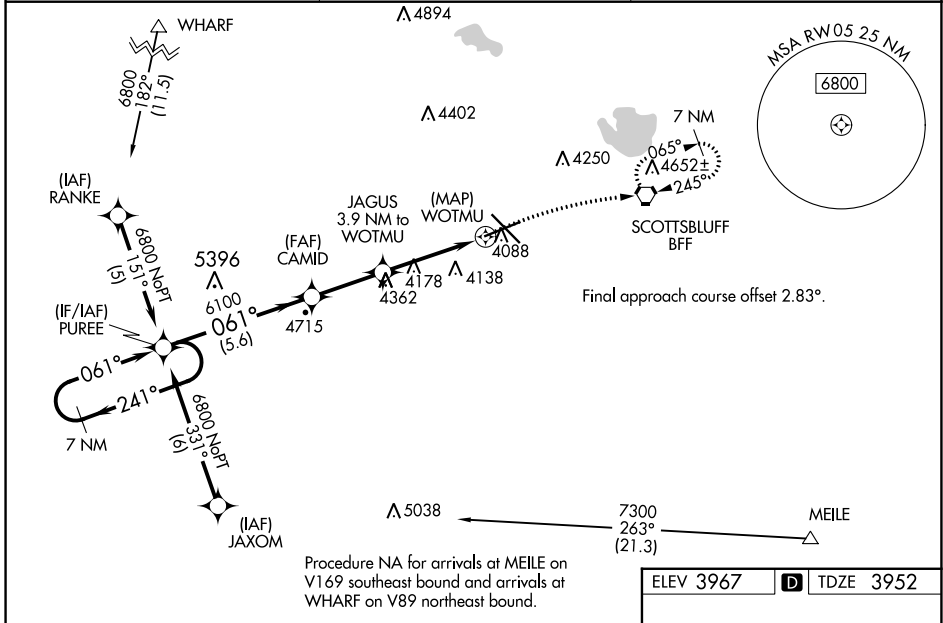 4894
WHARF
MSA RW05 25 NM
6800
6800
182°
(11.5)
4402
7 NM
065°
4652±
245°
4250
SCOTTSBLUFF
BFF
(IAF)
RANKE
JAGUS
3.9 NM to
WOTMU
(MAP)
WOTMU
4088
(FAF)
CAMID
6800 NoPT
151°
(5)
5396
6100
061°
(5.6)
4715
4362
4178
4138
Final approach course offset 2.83°.
(IF/IAF)
PUREE
061°
241°
7 NM
6800 NoPT
331°
(6)
(IAF)
JAXOM
5038
7300
263°
(21.3)
MEILE
Procedure NA for arrivals at MEILE on
V169 southeast bound and arrivals at
WHARF on V89 northeast bound.
ELEV 3967 D TDZE 3952